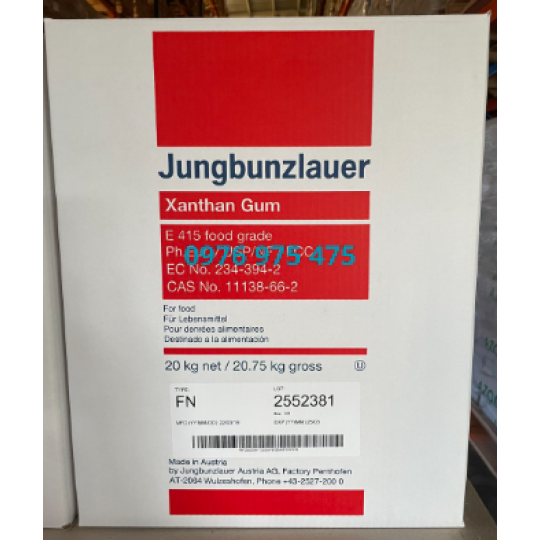 Jungbunzlauer
Xanthan Gum
E 415 food grade
Ph.
0976 975 475
EC No. 234-394-2
CAS No. 11138-66-2
For food
Für Lebensmittel
Pour denrées alimentaires
Destinado a la alimentación
20 kg net / 20.75 kg gross
U
TYPE: LOT:
FN 2552381
Made in Austria
by Jungbunzlauer Austria AG, Factory Pernhofen
AT-2064 Wulzeshofen, Phone +43-2527-200 0